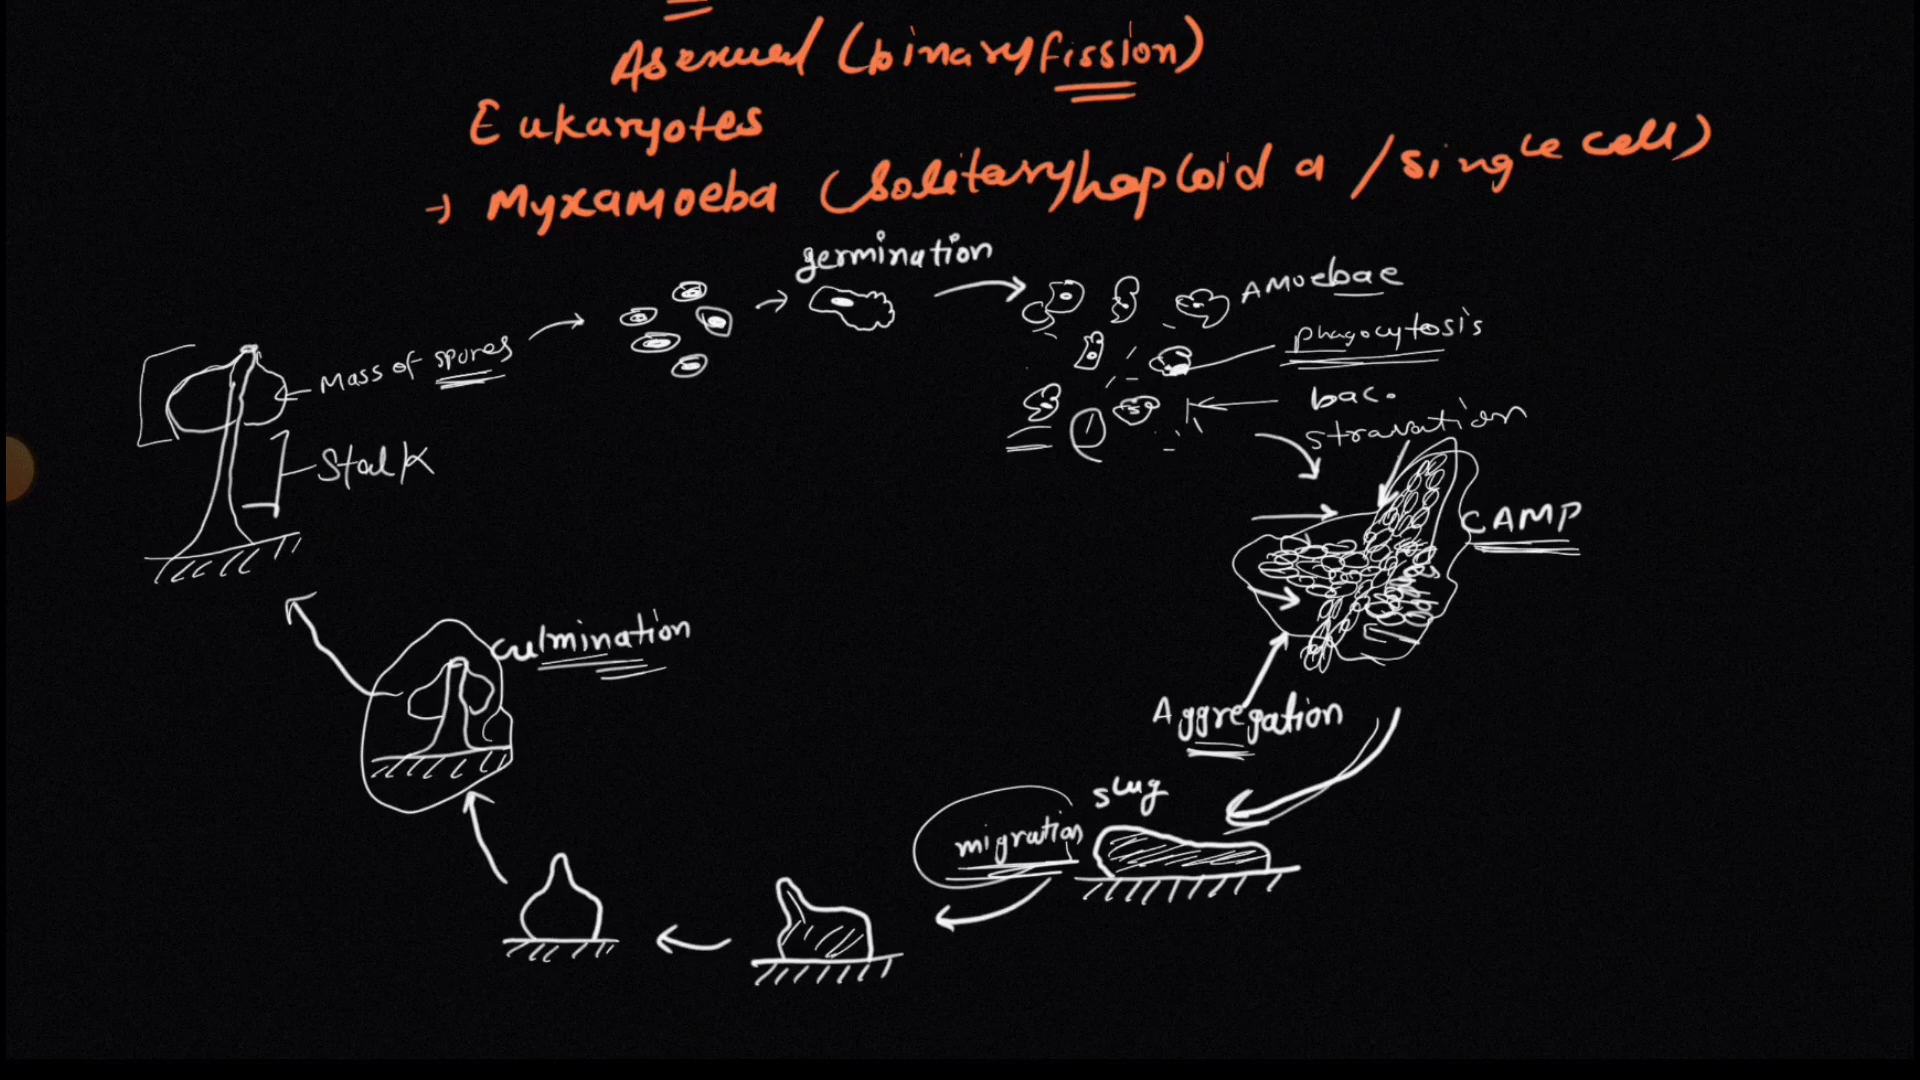 Asexual (binary fission)
Eukaryotes
→ Myxamoeba (Solitary haploid a / single cell)
germination
AMoebae
phagocytosis
Mass of spores
bac.
stravation
Stalk
CAMP
culmination
Aggregation
slug
migration